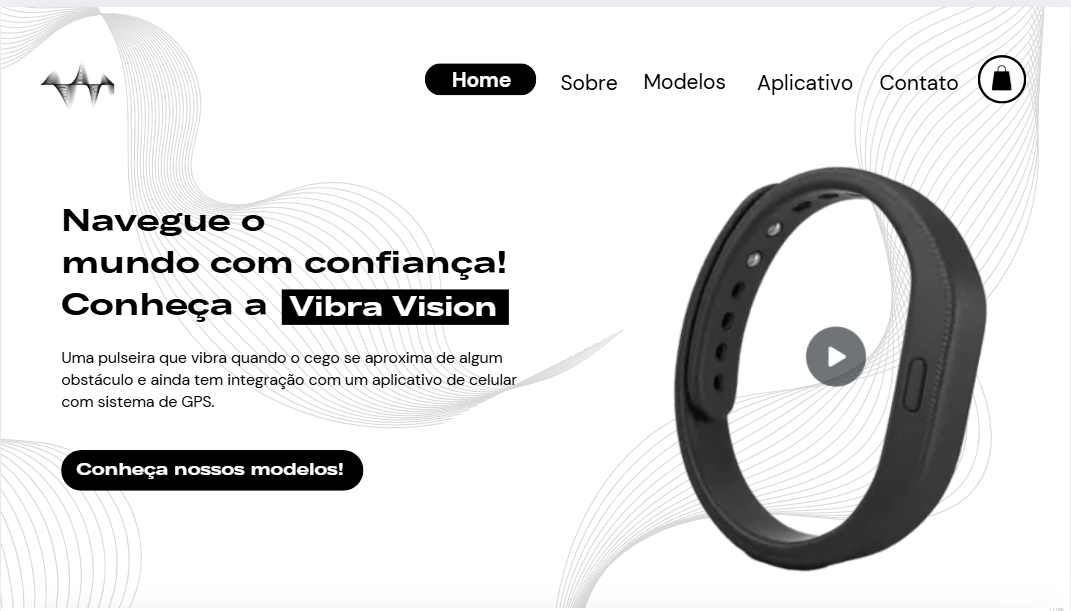 Home
Sobre
Modelos
Aplicativo
Contato
Navegue o
mundo com confiança!
Conheça a Vibra Vision
Uma pulseira que vibra quando o cego se aproxima de algum
obstáculo e ainda tem integração com um aplicativo de celular
com sistema de GPS.
Conheça nossos modelos!